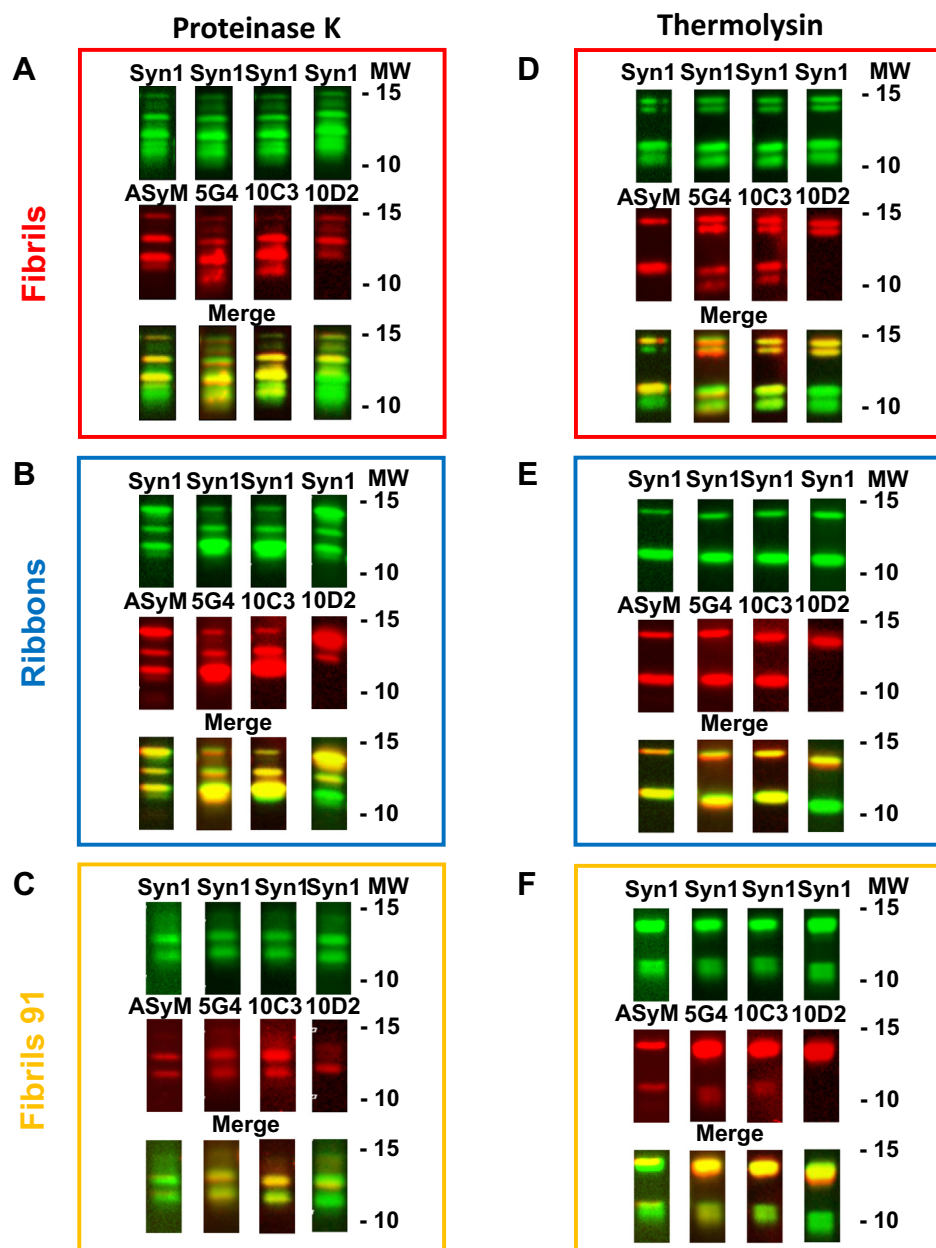 Proteinase K
Thermolysin
A
Syn1 Syn1 Syn1 Syn1 MW
- 15
- 10
ASyM 5G4 10C3 10D2
- 15
- 10
Merge
- 15
- 10
Fibrils
D
Syn1 Syn1 Syn1 Syn1 MW
- 15
- 10
ASyM 5G4 10C3 10D2
- 15
- 10
Merge
- 15
- 10
B
Syn1 Syn1 Syn1 Syn1 MW
- 15
- 10
ASyM 5G4 10C3 10D2
- 15
- 10
Merge
- 15
- 10
Ribbons
E
Syn1 Syn1 Syn1 Syn1 MW
- 15
- 10
ASyM 5G4 10C3 10D2
- 15
- 10
Merge
- 15
- 10
C
Syn1 Syn1 Syn1 Syn1 MW
- 15
- 10
ASyM 5G4 10C3 10D2
- 15
- 10
Merge
- 15
- 10
Fibrils 91
F
Syn1 Syn1 Syn1 Syn1 MW
- 15
- 10
ASyM 5G4 10C3 10D2
- 15
- 10
Merge
- 15
- 10